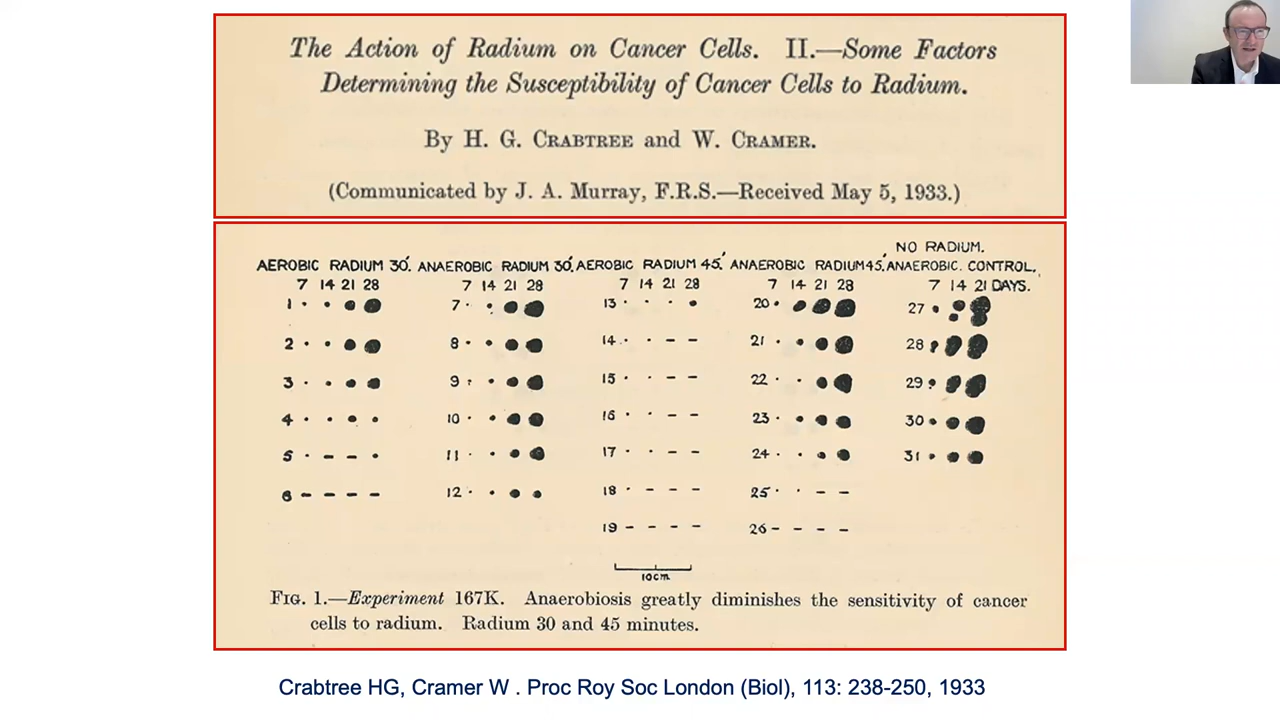 The Action of Radium on Cancer Cells. II.—Some Factors
Determining the Susceptibility of Cancer Cells to Radium.
By H. G. CRABTREE and W. CRAMER.
(Communicated by J. A. Murray, F.R.S.—Received May 5, 1933.)
NO RADIUM.
AEROBIC RADIUM 30'. ANAEROBIC RADIUM 30'. AEROBIC RADIUM 45.' ANAEROBIC RADIUM 45.' ANAEROBIC. CONTROL.
7 14 21 28 7 14 21 28 7 14 21 28 7 14 21 28 7 14 21 DAYS.
1 7 13 20 27
2 8 14 21 28
3 9 15 22 29
4 10 16 23 30
5 11 17 24 31
6 12 18 25
19 26
10cm
FIG. 1.—Experiment 167K. Anaerobiosis greatly diminishes the sensitivity of cancer
cells to radium. Radium 30 and 45 minutes.
Crabtree HG, Cramer W . Proc Roy Soc London (Biol), 113: 238-250, 1933